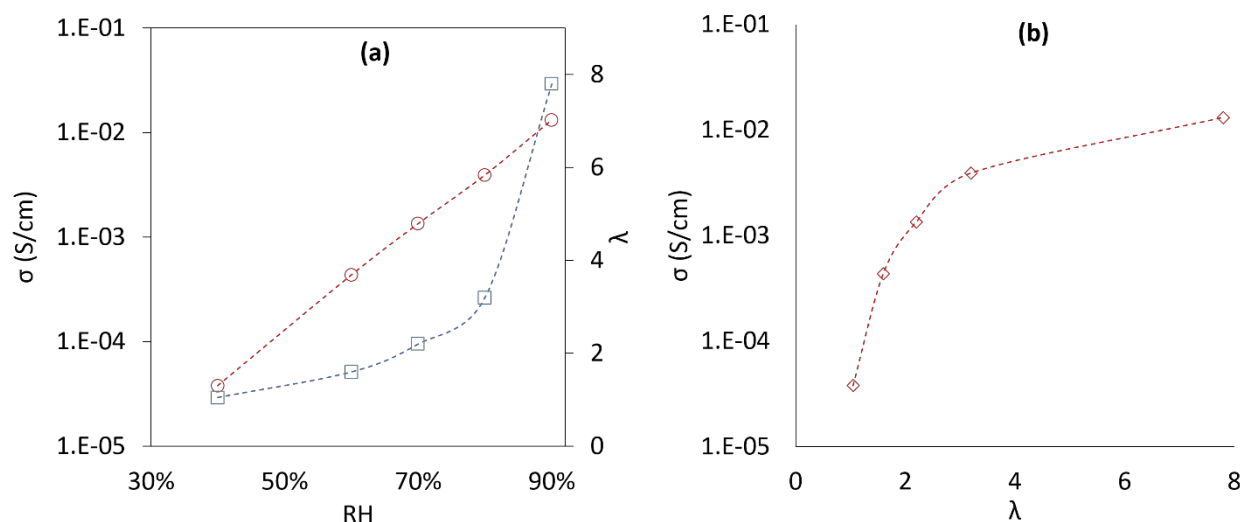 (a)
1.E-01
1.E-02
1.E-03
1.E-04
1.E-05
σ (S/cm)
8
6
4
2
0
λ
30%
50%
70%
90%
RH
(b)
1.E-01
1.E-02
1.E-03
1.E-04
1.E-05
σ (S/cm)
0
2
4
6
8
λ